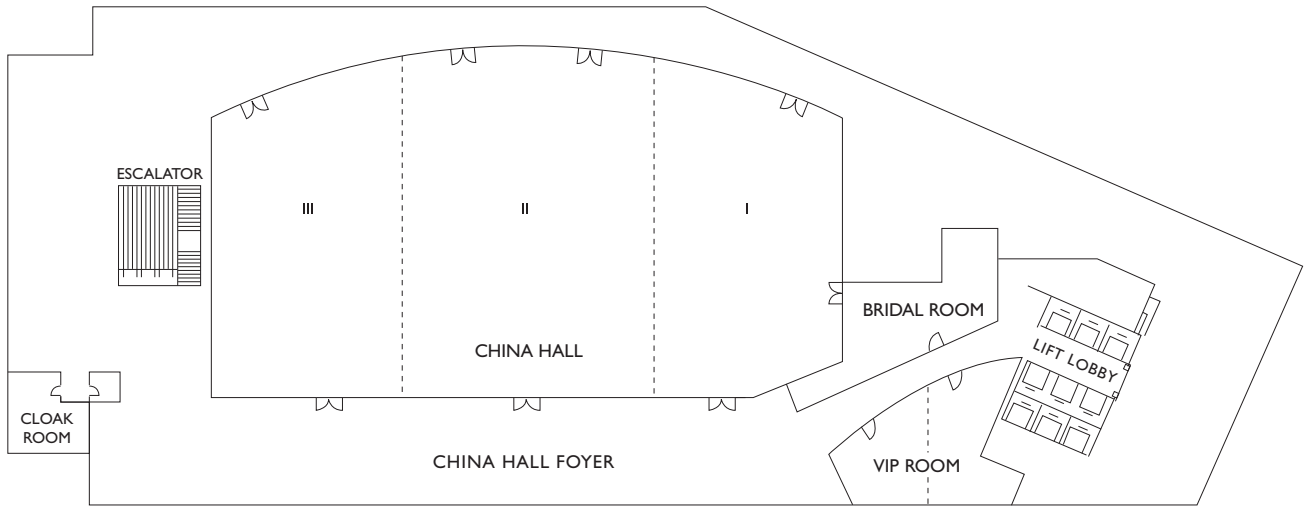 ESCALATOR
III
II
I
BRIDAL ROOM
CHINA HALL
LIFT LOBBY
CLOAK
ROOM
CHINA HALL FOYER
VIP ROOM